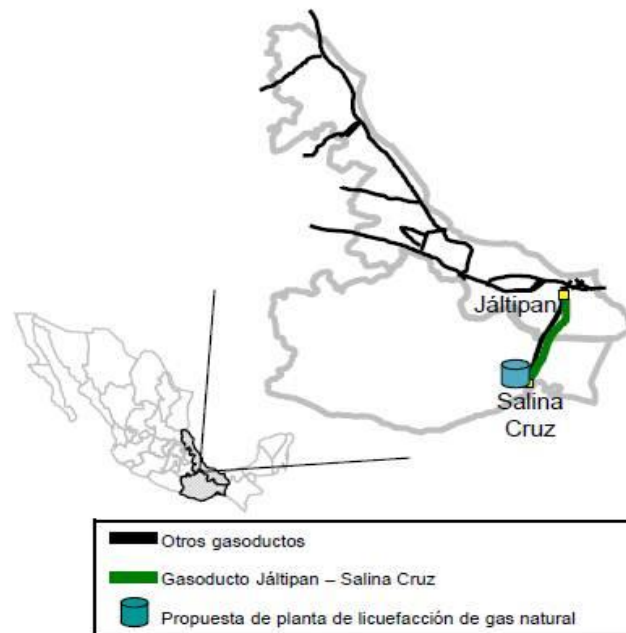 Jáltipan
Salina
Cruz
Otros gasoductos
Gasoducto Jáltipan – Salina Cruz
Propuesta de planta de licuefacción de gas natural